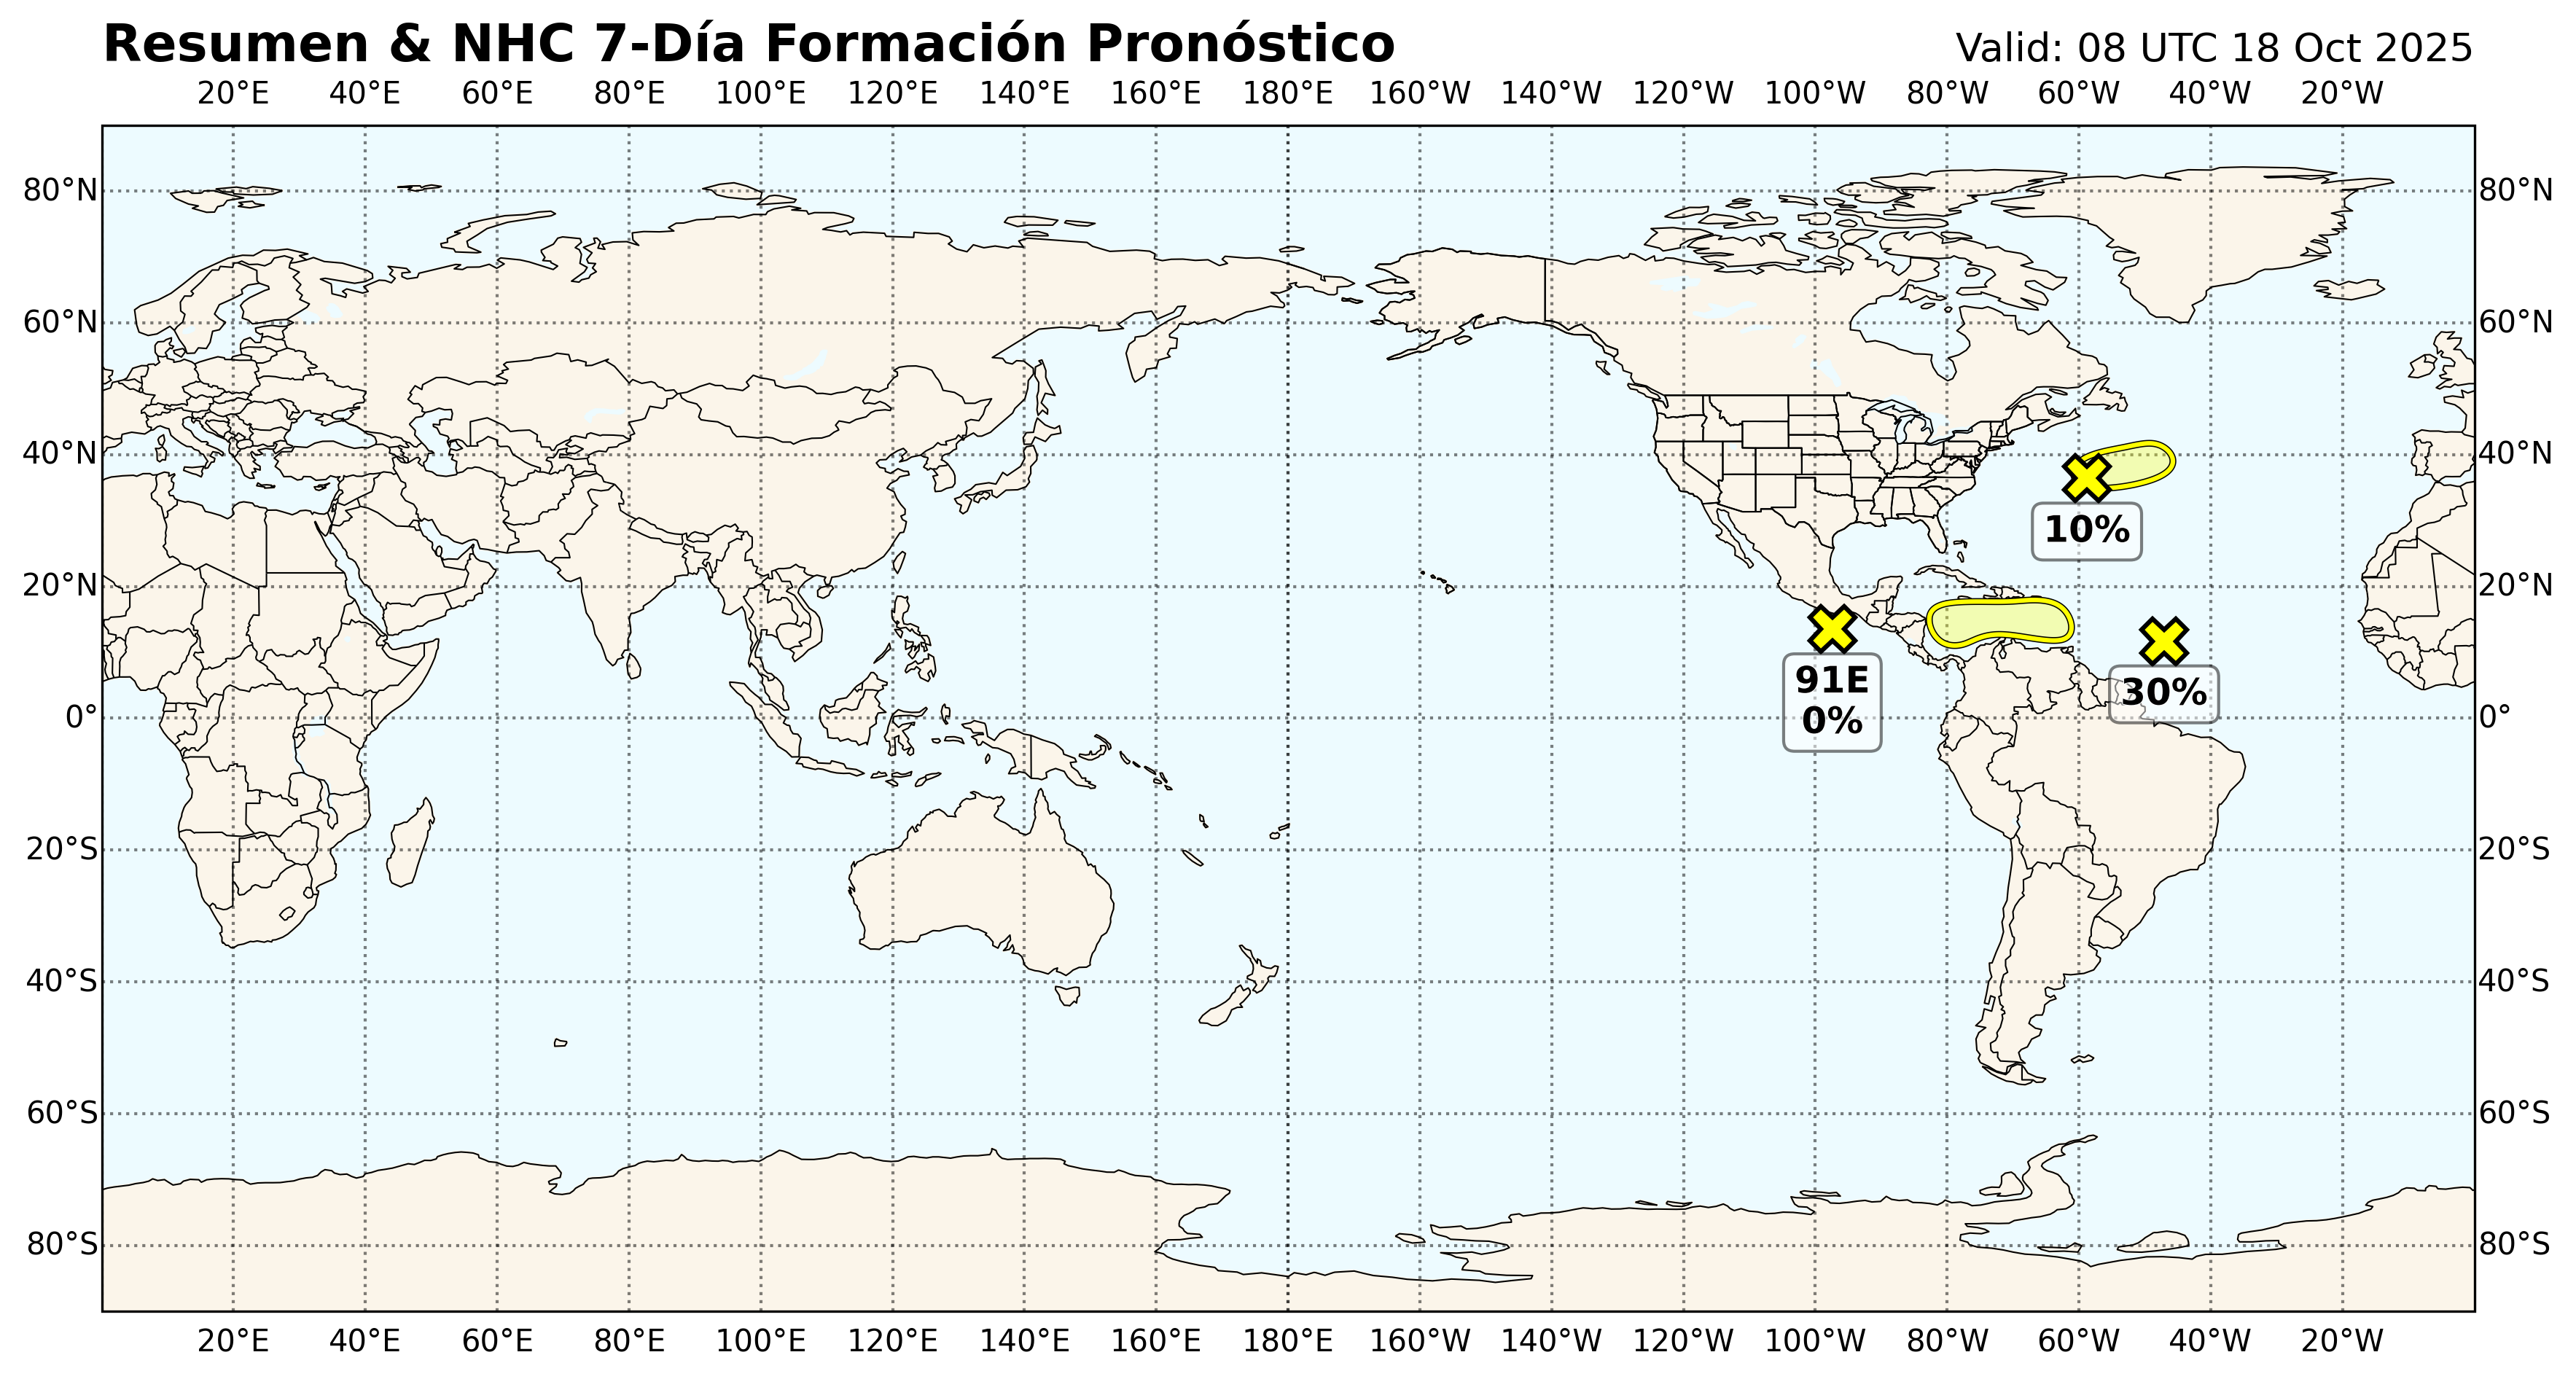 Resumen & NHC 7-Día Formación Pronóstico
Valid: 08 UTC 18 Oct 2025
20°E 40°E 60°E 80°E 100°E 120°E 140°E 160°E 180°E 160°W 140°W 120°W 100°W 80°W 60°W 40°W 20°W
80°N 80°N
60°N 60°N
40°N 40°N
10%
20°N 20°N
91E
0%
30%
0° 0°
20°S 20°S
40°S 40°S
60°S 60°S
80°S 80°S
20°E 40°E 60°E 80°E 100°E 120°E 140°E 160°E 180°E 160°W 140°W 120°W 100°W 80°W 60°W 40°W 20°W